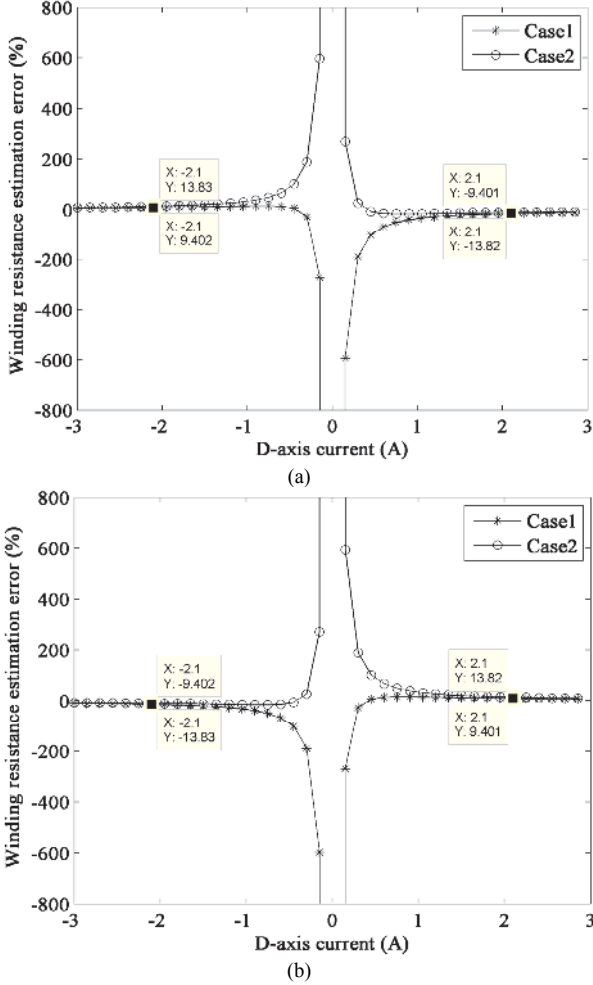 800
600
400
200
0
-200
-400
-600
-800
Winding resistance estimation error (%)
Case1
Case2
X: -2.1
Y: 13.83
X: -2.1
Y: 9.402
X: 2.1
Y: -9.401
X: 2.1
Y: -13.82
-3 -2 -1 0 1 2 3
D-axis current (A)
(a)
800
600
400
200
0
-200
-400
-600
-800
Winding resistance estimation error (%)
Case1
Case2
X: -2.1
Y: -9.402
X: -2.1
Y: -13.83
X: 2.1
Y: 13.82
X: 2.1
Y: 9.401
-3 -2 -1 0 1 2 3
D-axis current (A)
(b)